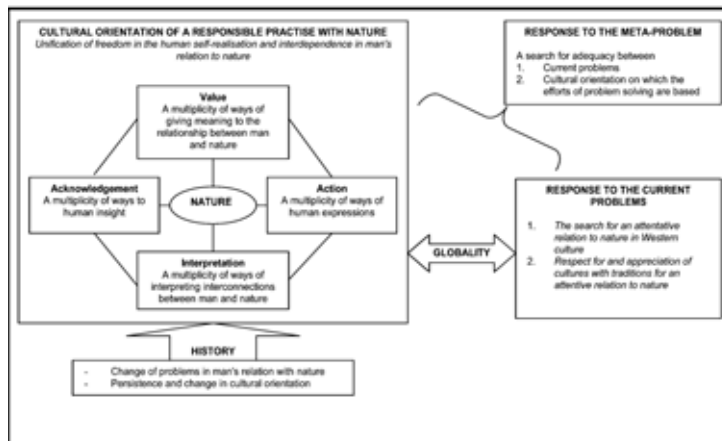 CULTURAL ORIENTATION OF A RESPONSIBLE PRACTISE WITH NATURE
Unification of freedom in the human self-realisation and interdependence in man's
relation to nature
Value
A multiplicity of ways of
giving meaning to the
relationship between man
and nature
Acknowledgement
A multiplicity of ways to
human insight
NATURE
Action
A multiplicity of ways of
human expressions
Interpretation
A multiplicity of ways of
interpreting interconnections
between man and nature
HISTORY
- Change of problems in man's relation with nature
- Persistence and change in cultural orientation
GLOBALITY
RESPONSE TO THE META-PROBLEM
A search for adequacy between
1. Current problems
2. Cultural orientation on which the
efforts of problem solving are based
RESPONSE TO THE CURRENT
PROBLEMS
1. The search for an attentative
relation to nature in Western
culture
2. Respect for and appreciation of
cultures with traditions for an
attentive relation to nature